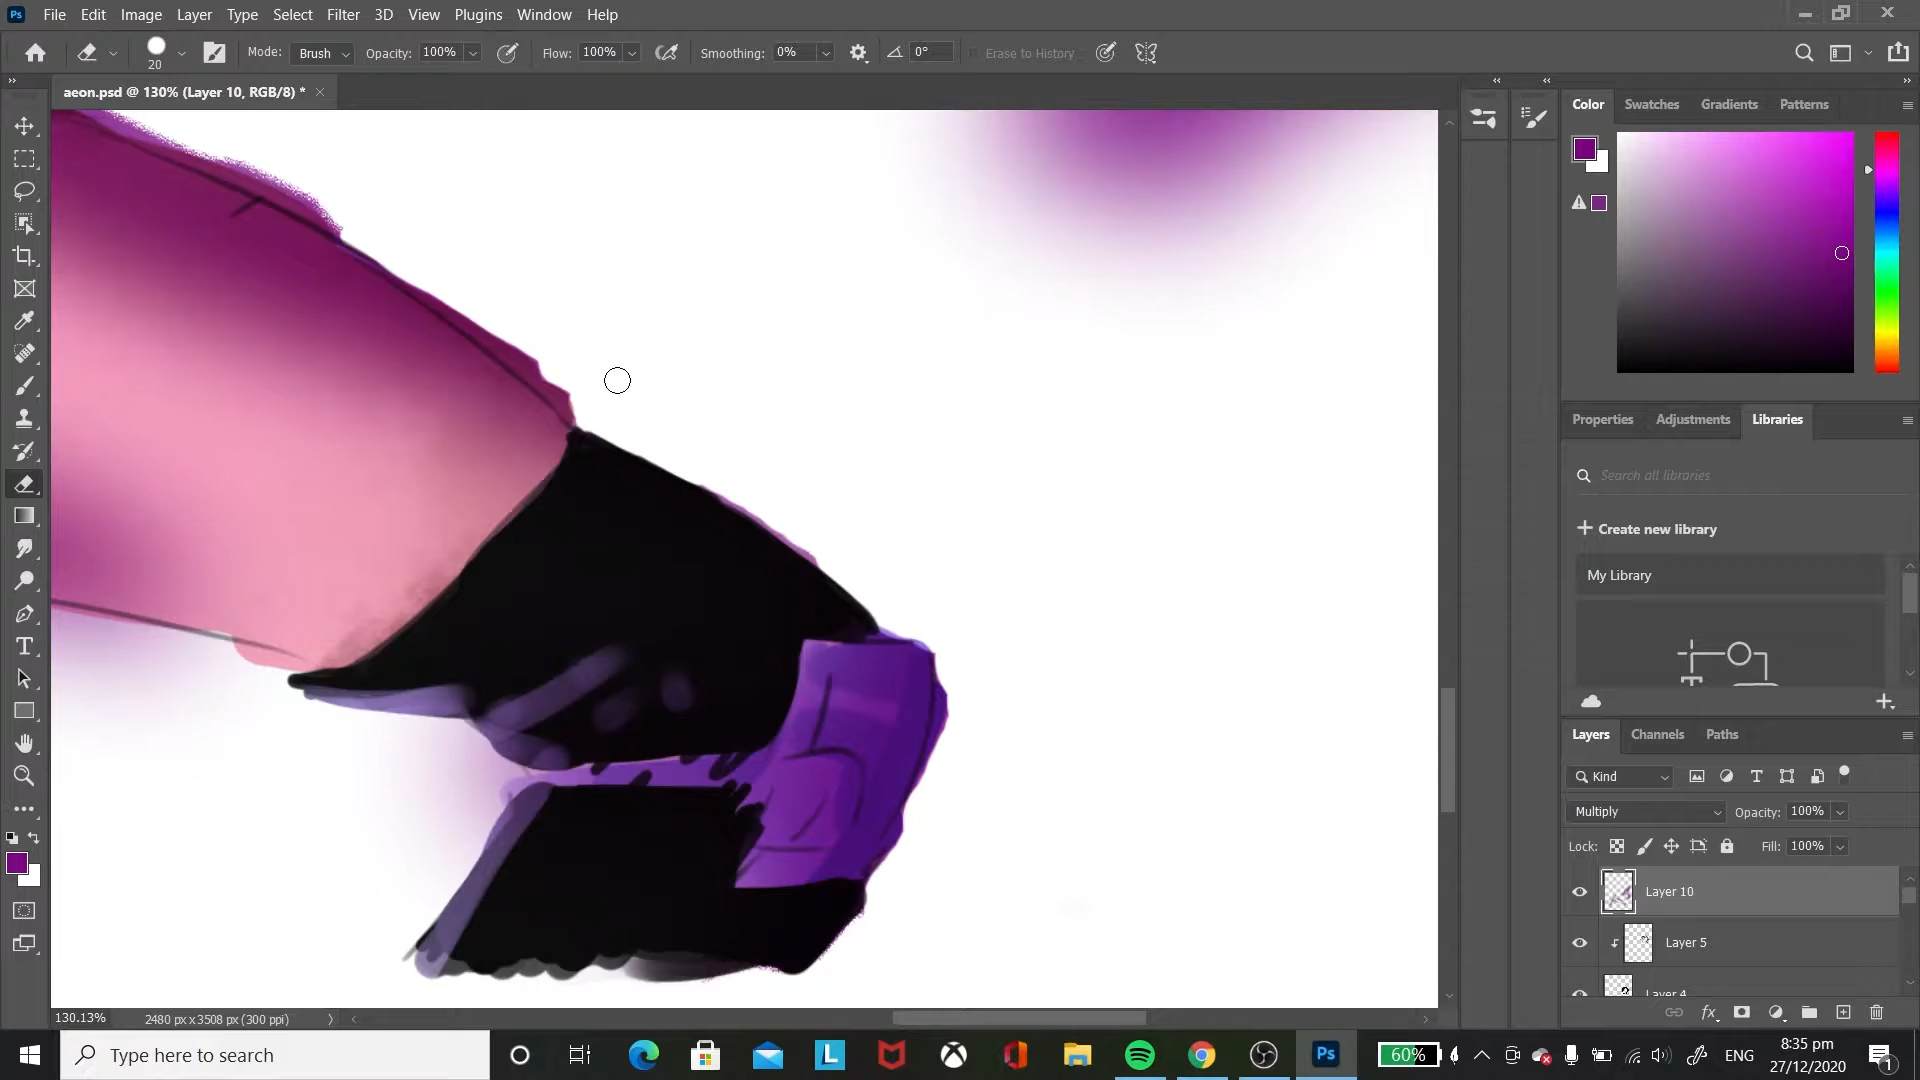 Ps File Edit Image Layer Type Select Filter 3D View Plugins Window Help
20 Mode: Brush Opacity: 100% Flow: 100% Smoothing: 0% 0° Erase to History
aeon.psd @ 130% (Layer 10, RGB/8) *
Color Swatches Gradients Patterns
Properties Adjustments Libraries
Search all libraries
Create new library
My Library
Layers Channels Paths
Kind
Multiply Opacity: 100%
Lock: Fill: 100%
Layer 10
Layer 5
Layer 4
fx
130.13% 2480 px x 3508 px (300 ppi)
Type here to search
L
Ps
60%
ENG
8:35 pm
27/12/2020
1